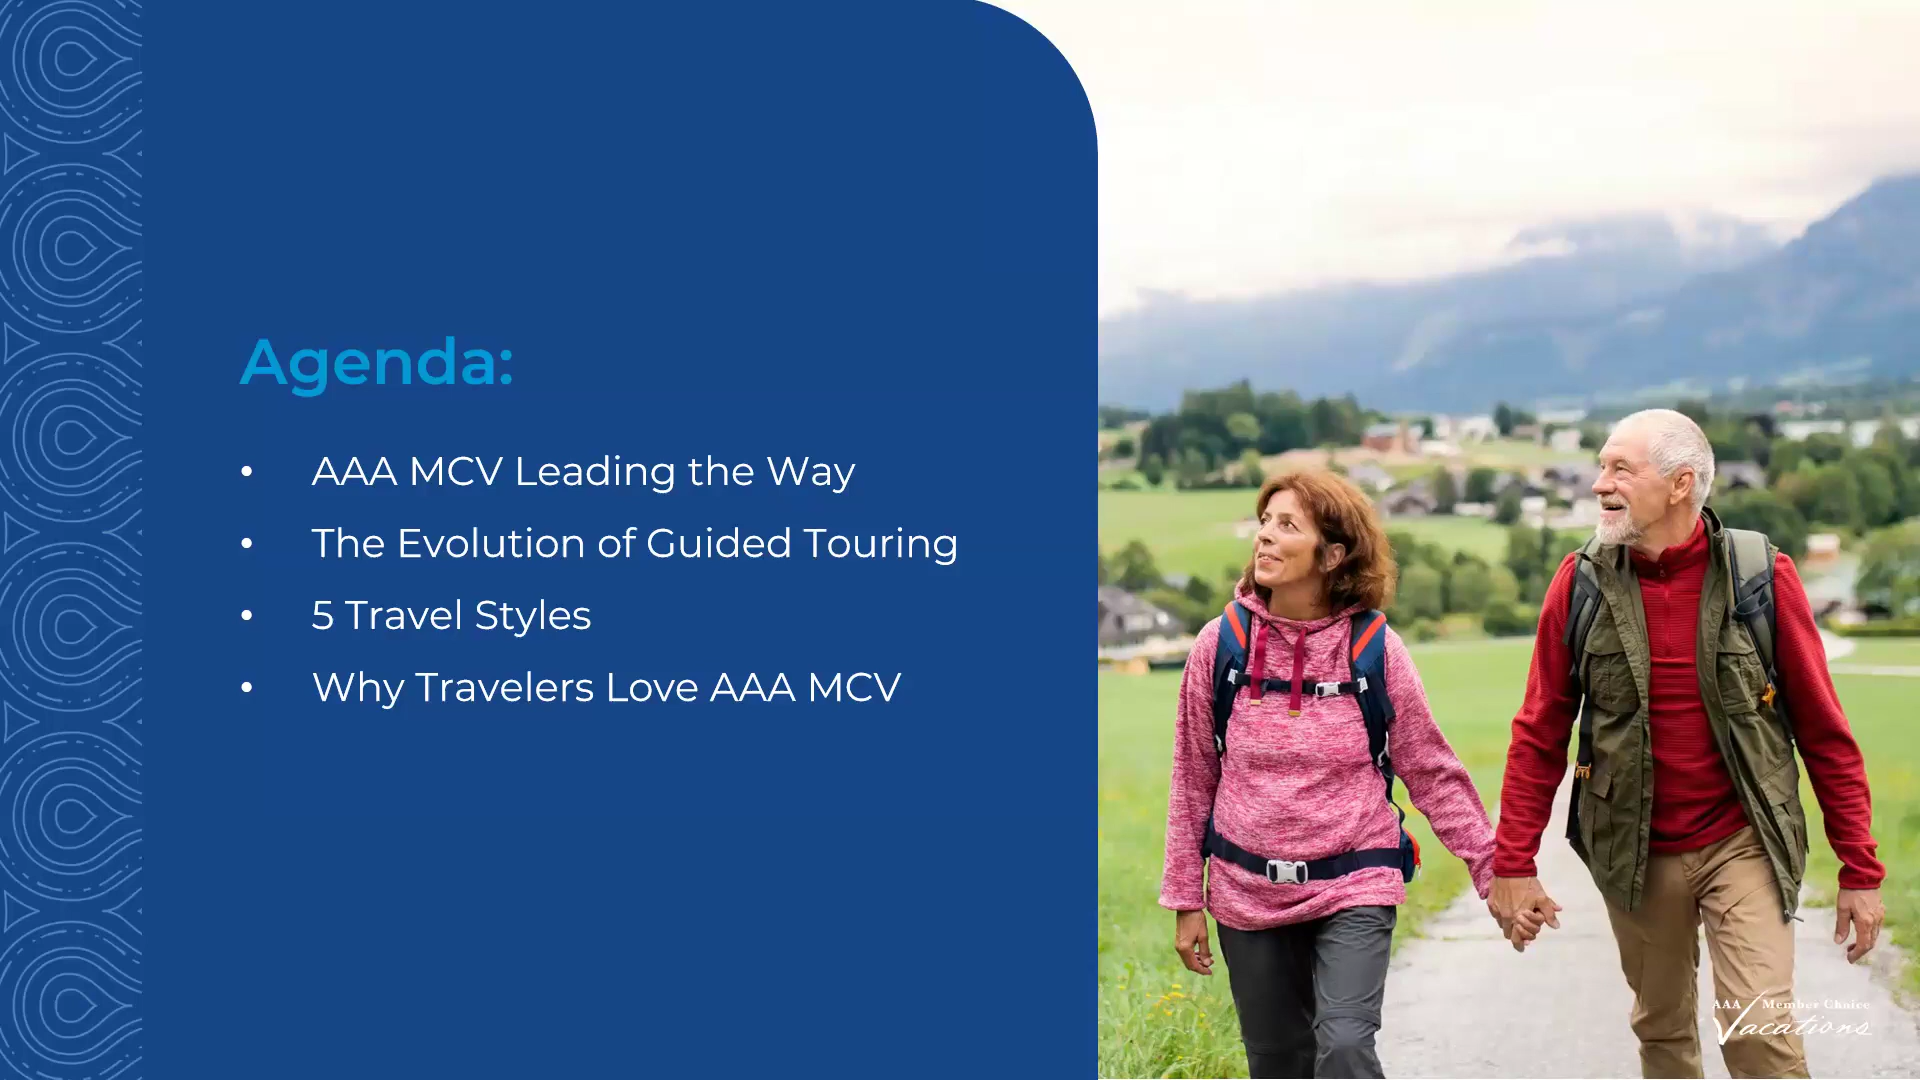 Agenda:
• AAA MCV Leading the Way
• The Evolution of Guided Touring
• 5 Travel Styles
• Why Travelers Love AAA MCV
AAA Member Choice
Vacations